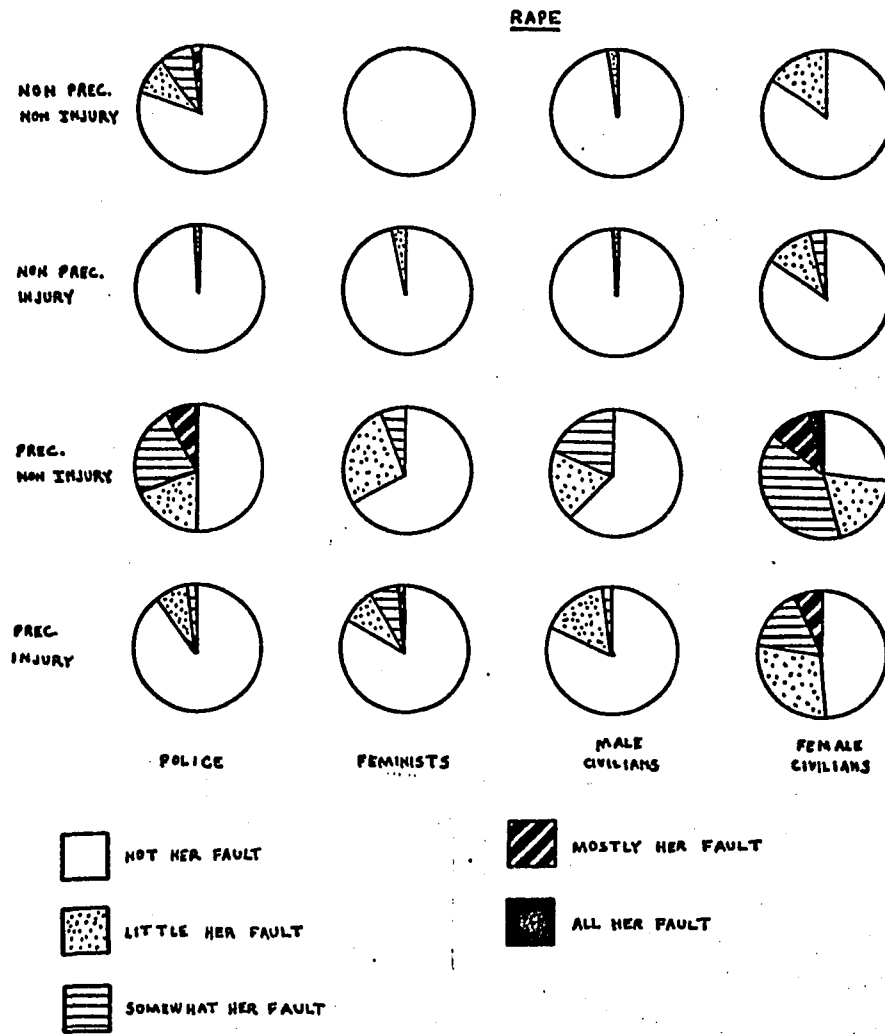 RAPE
NON PREC.
NON INJURY
NON PREC.
INJURY
PREC.
NON INJURY
PREC.
INJURY
POLICE
FEMINISTS
MALE
CIVILIANS
FEMALE
CIVILIANS
NOT HER FAULT
MOSTLY HER FAULT
LITTLE HER FAULT
ALL HER FAULT
SOMEWHAT HER FAULT